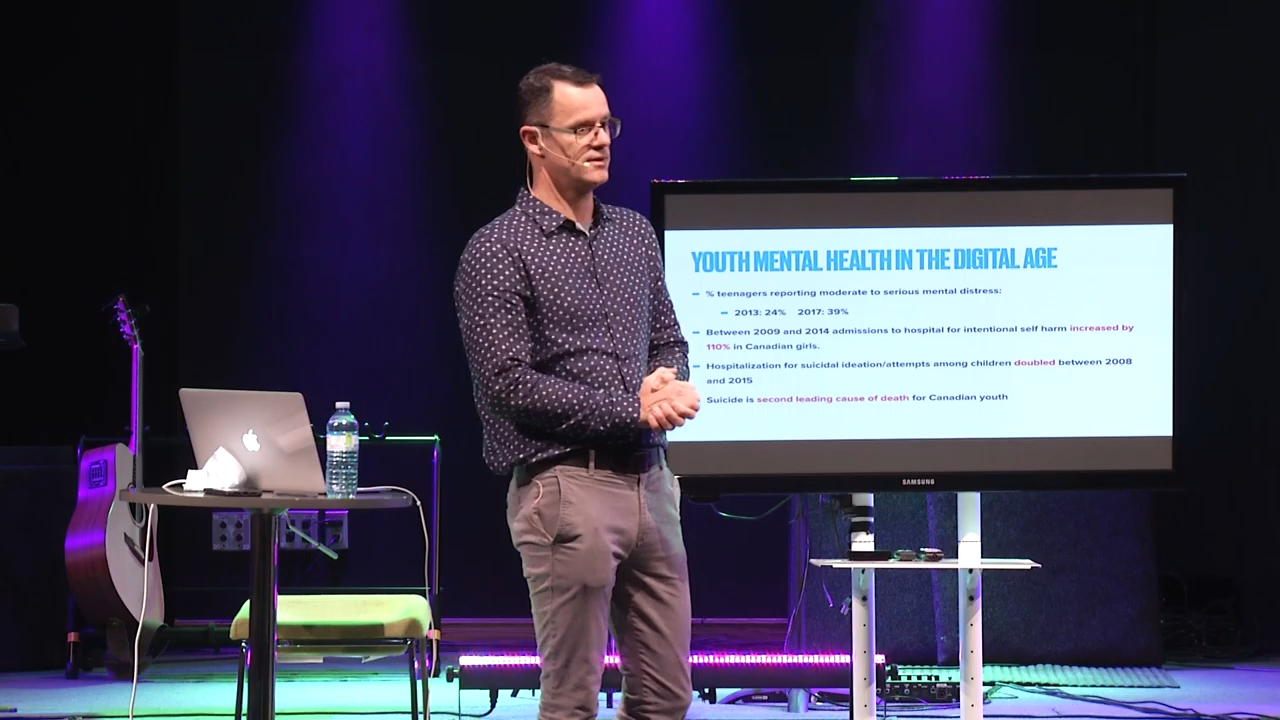 YOUTH MENTAL HEALTH IN THE DIGITAL AGE
% teenagers reporting moderate to serious mental distress:
2013: 24% 2017: 39%
Between 2009 and 2014 admissions to hospital for intentional self harm increased by
110% in Canadian girls.
Hospitalization for suicidal ideation/attempts among children doubled between 2008
and 2015
Suicide is second leading cause of death for Canadian youth
SAMSUNG